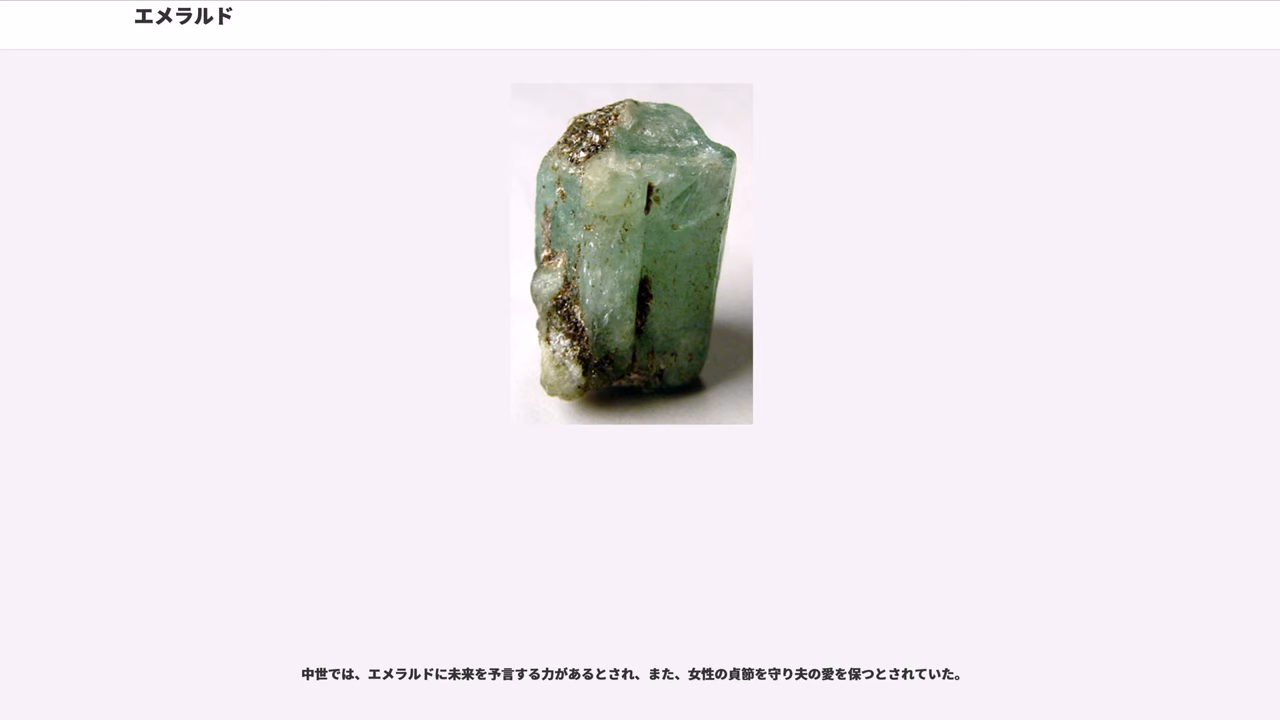 エメラルド
中世では、エメラルドに未来を予言する力があるとされ、また、女性の貞節を守り夫の愛を保つとされていた。